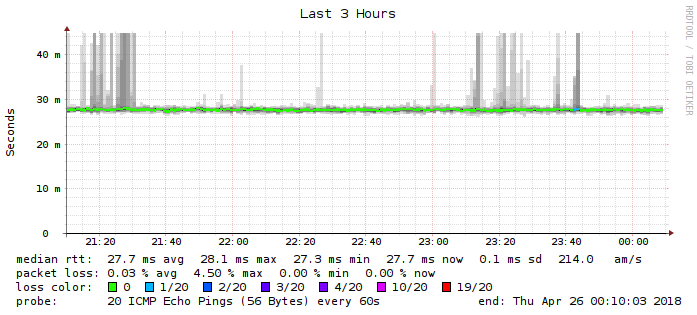 Last 3 Hours
RRDTOOL / TOBI OETIKER
Seconds
40 m
30 m
20 m
10 m
0
21:20 21:40 22:00 22:20 22:40 23:00 23:20 23:40 00:00
median rtt: 27.7 ms avg 28.1 ms max 27.3 ms min 27.7 ms now 0.1 ms sd 214.0 am/s
packet loss: 0.03 % avg 4.50 % max 0.00 % min 0.00 % now
loss color: 0 1/20 2/20 3/20 4/20 10/20 19/20
probe: 20 ICMP Echo Pings (56 Bytes) every 60s end: Thu Apr 26 00:10:03 2018